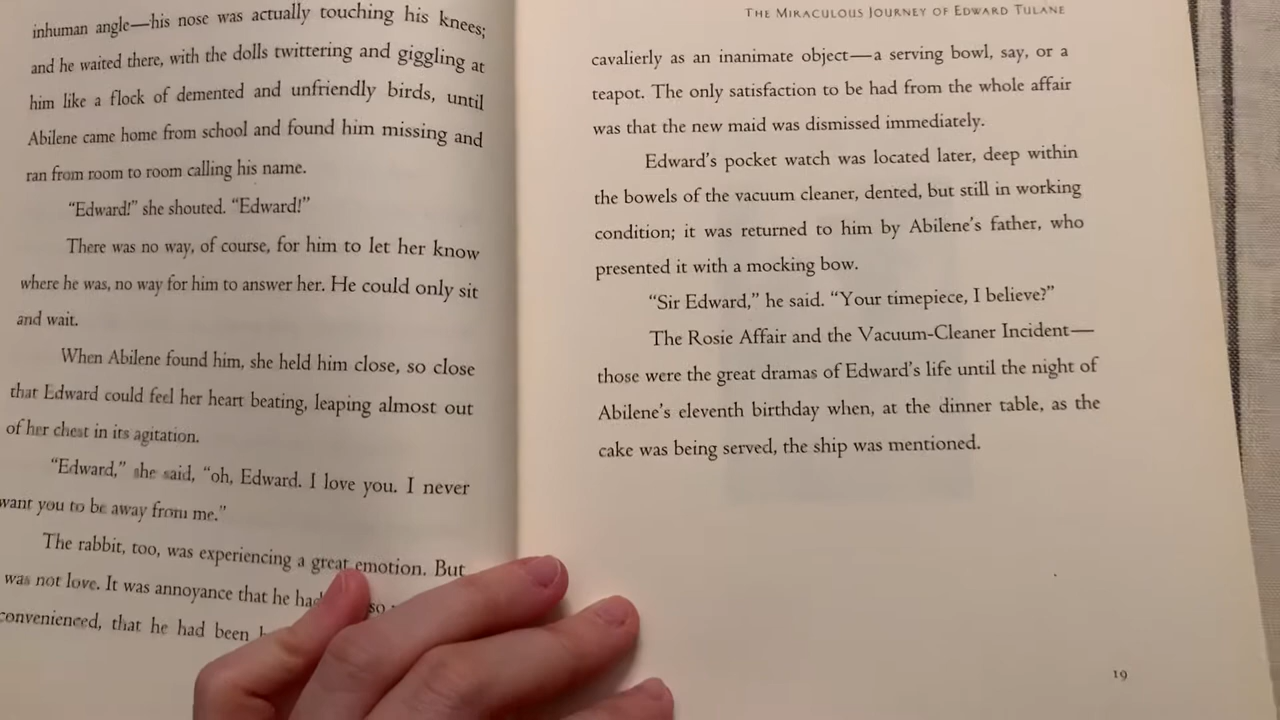 inhuman angle—his nose was actually touching his knees;
and he waited there, with the dolls twittering and giggling at
him like a flock of demented and unfriendly birds, until
Abilene came home from school and found him missing and
ran from room to room calling his name.
“Edward!” she shouted. “Edward!”
There was no way, of course, for him to let her know
where he was, no way for him to answer her. He could only sit
and wait.
When Abilene found him, she held him close, so close
that Edward could feel her heart beating, leaping almost out
of her chest in its agitation.
“Edward,” she said, “oh, Edward. I love you. I never
want you to be away from me.”
The rabbit, too, was experiencing a great emotion. But
was not love. It was annoyance that he had so
convenienced, that he had been
THE MIRACULOUS JOURNEY OF EDWARD TULANE
cavalierly as an inanimate object—a serving bowl, say, or a
teapot. The only satisfaction to be had from the whole affair
was that the new maid was dismissed immediately.
Edward’s pocket watch was located later, deep within
the bowels of the vacuum cleaner, dented, but still in working
condition; it was returned to him by Abilene’s father, who
presented it with a mocking bow.
“Sir Edward,” he said. “Your timepiece, I believe?”
The Rosie Affair and the Vacuum-Cleaner Incident—
those were the great dramas of Edward’s life until the night of
Abilene’s eleventh birthday when, at the dinner table, as the
cake was being served, the ship was mentioned.
19